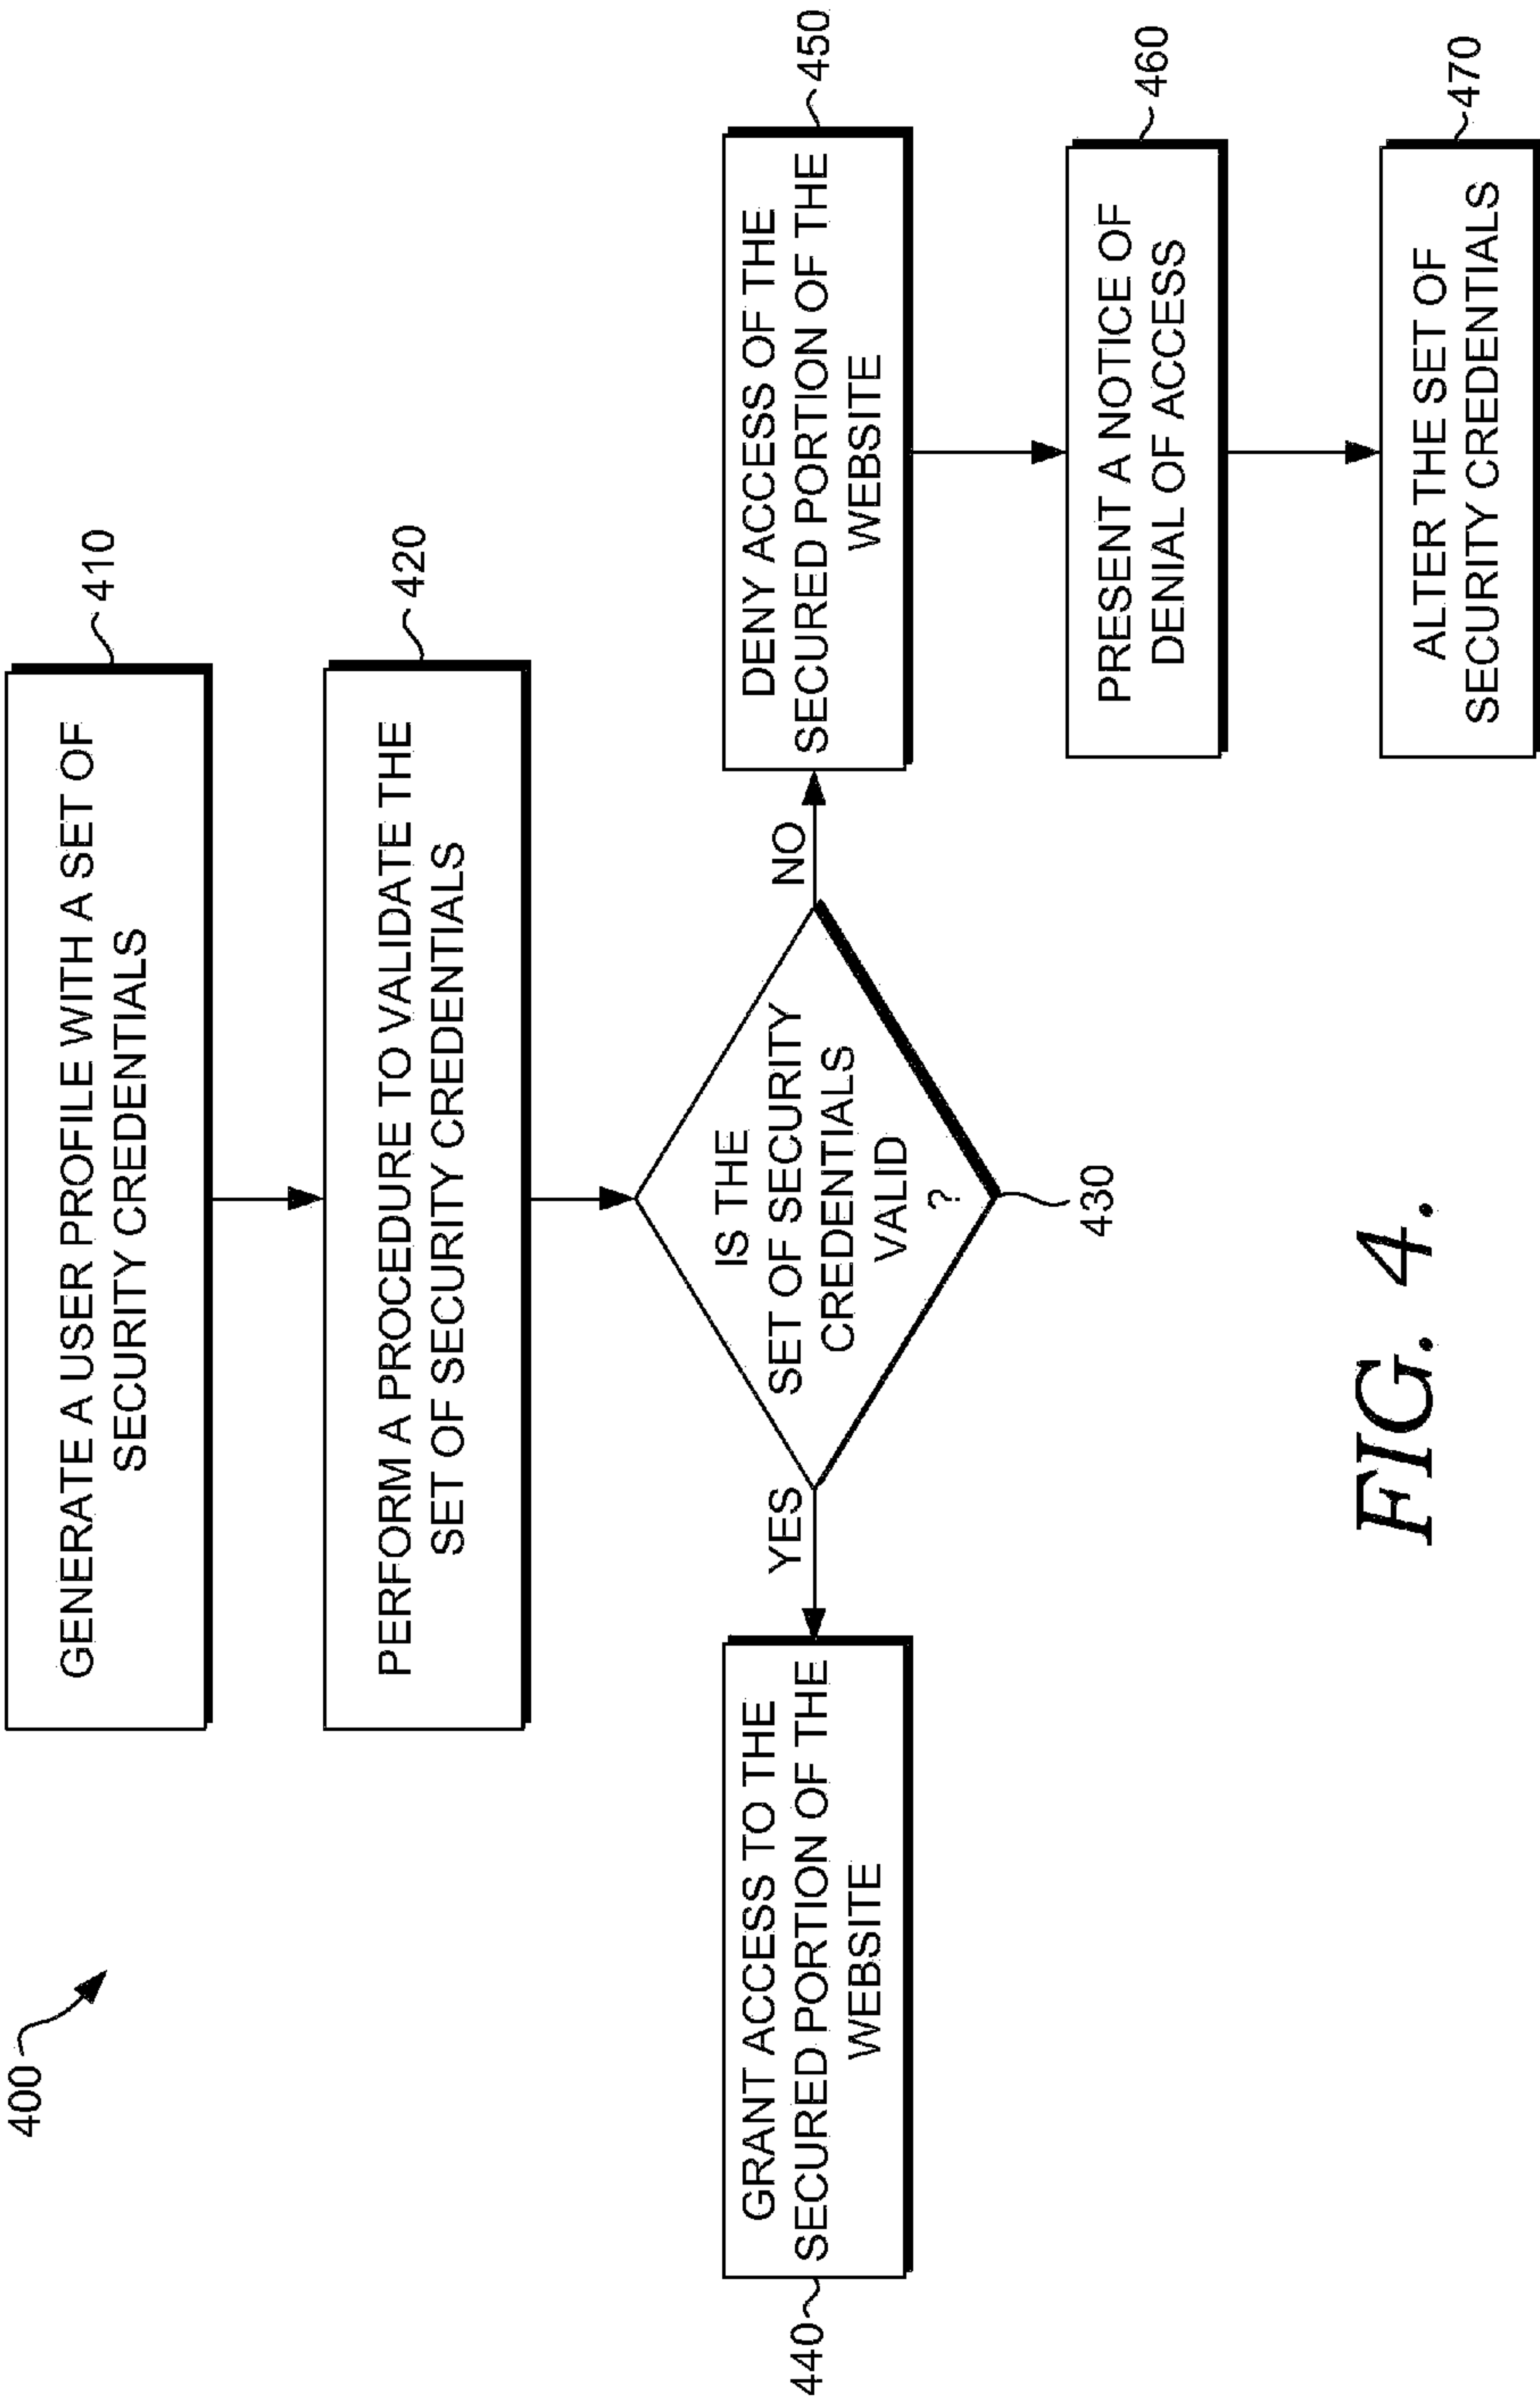 400
GENERATE A USER PROFILE WITH A SET OF
SECURITY CREDENTIALS
410
PERFORM A PROCEDURE TO VALIDATE THE
SET OF SECURITY CREDENTIALS
420
IS THE
SET OF SECURITY
CREDENTIALS
VALID
?
430
YES
NO
GRANT ACCESS TO THE
SECURED PORTION OF THE
WEBSITE
440
DENY ACCESS OF THE
SECURED PORTION OF THE
WEBSITE
450
PRESENT A NOTICE OF
DENIAL OF ACCESS
460
ALTER THE SET OF
SECURITY CREDENTIALS
470
FIG. 4.